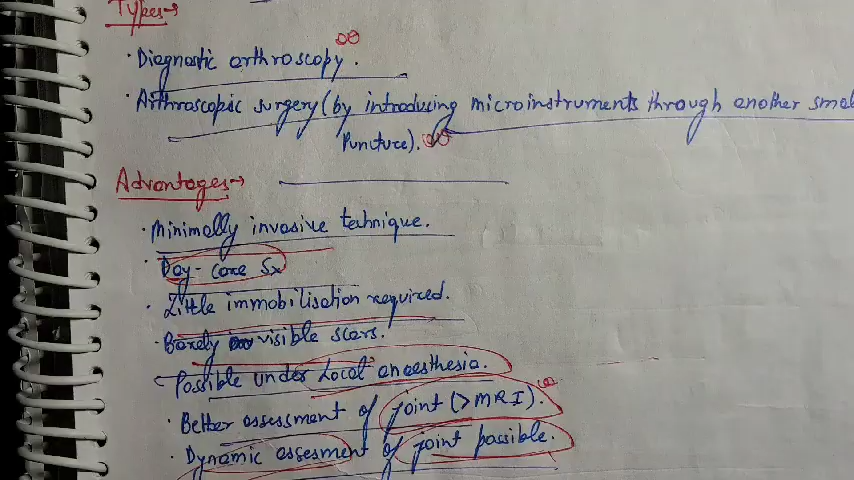 Types→
· Diagnostic arthroscopy.
· Arthroscopic surgery (by introducing microinstruments through another smal
puncture).
Advantages→
· Minimally invasive technique.
· Day-care Sx
· Little immobilisation required.
· Barely visible scars.
Possible under Local anaesthesia.
· Better assessment of joint (>MRI).
· Dynamic assesment of joint possible.